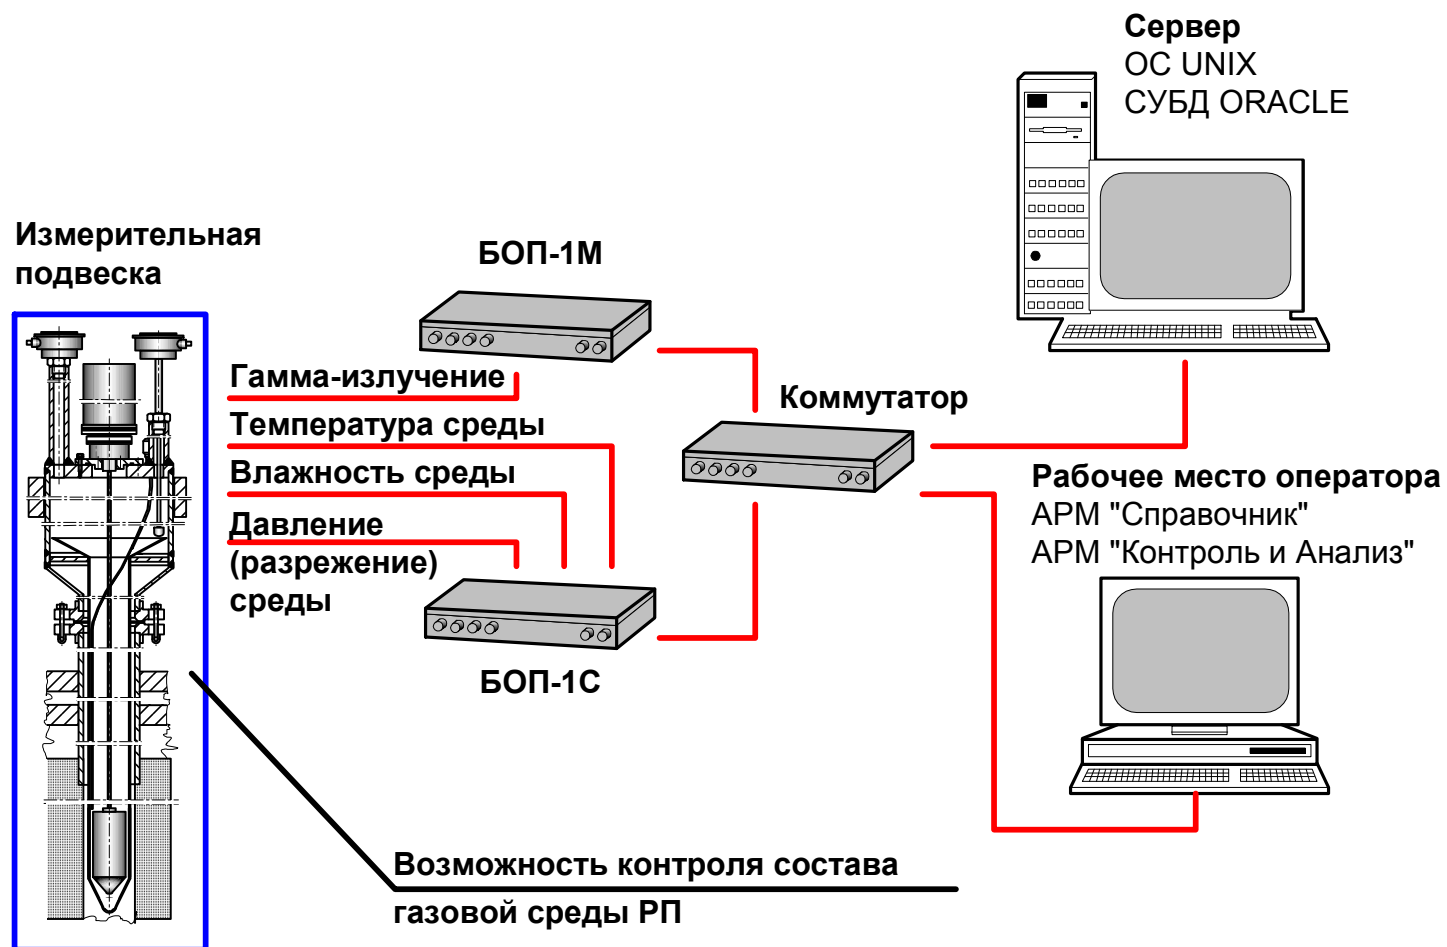 Сервер
ОС UNIX
СУБД ORACLE
Измерительная
подвеска
БОП-1М
Гамма-излучение
Температура среды
Влажность среды
Давление
(разрежение)
среды
Коммутатор
Рабочее место оператора
АРМ "Справочник"
АРМ "Контроль и Анализ"
БОП-1С
Возможность контроля состава
газовой среды РП